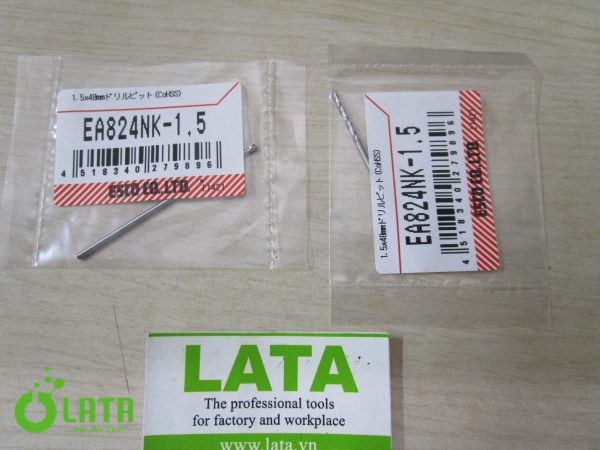 1.5x40mmドリルビット(CoHSS)
EA824NK-1.5
4 518340 279896
ESCO CO.,LTD.
1.5x40mmドリルビット(CoHSS)
EA824NK-1.5
4 518340 279896
ESCO CO.,LTD.
LATA
The professional tools
for factory and workplace
www.lata.vn
LATA